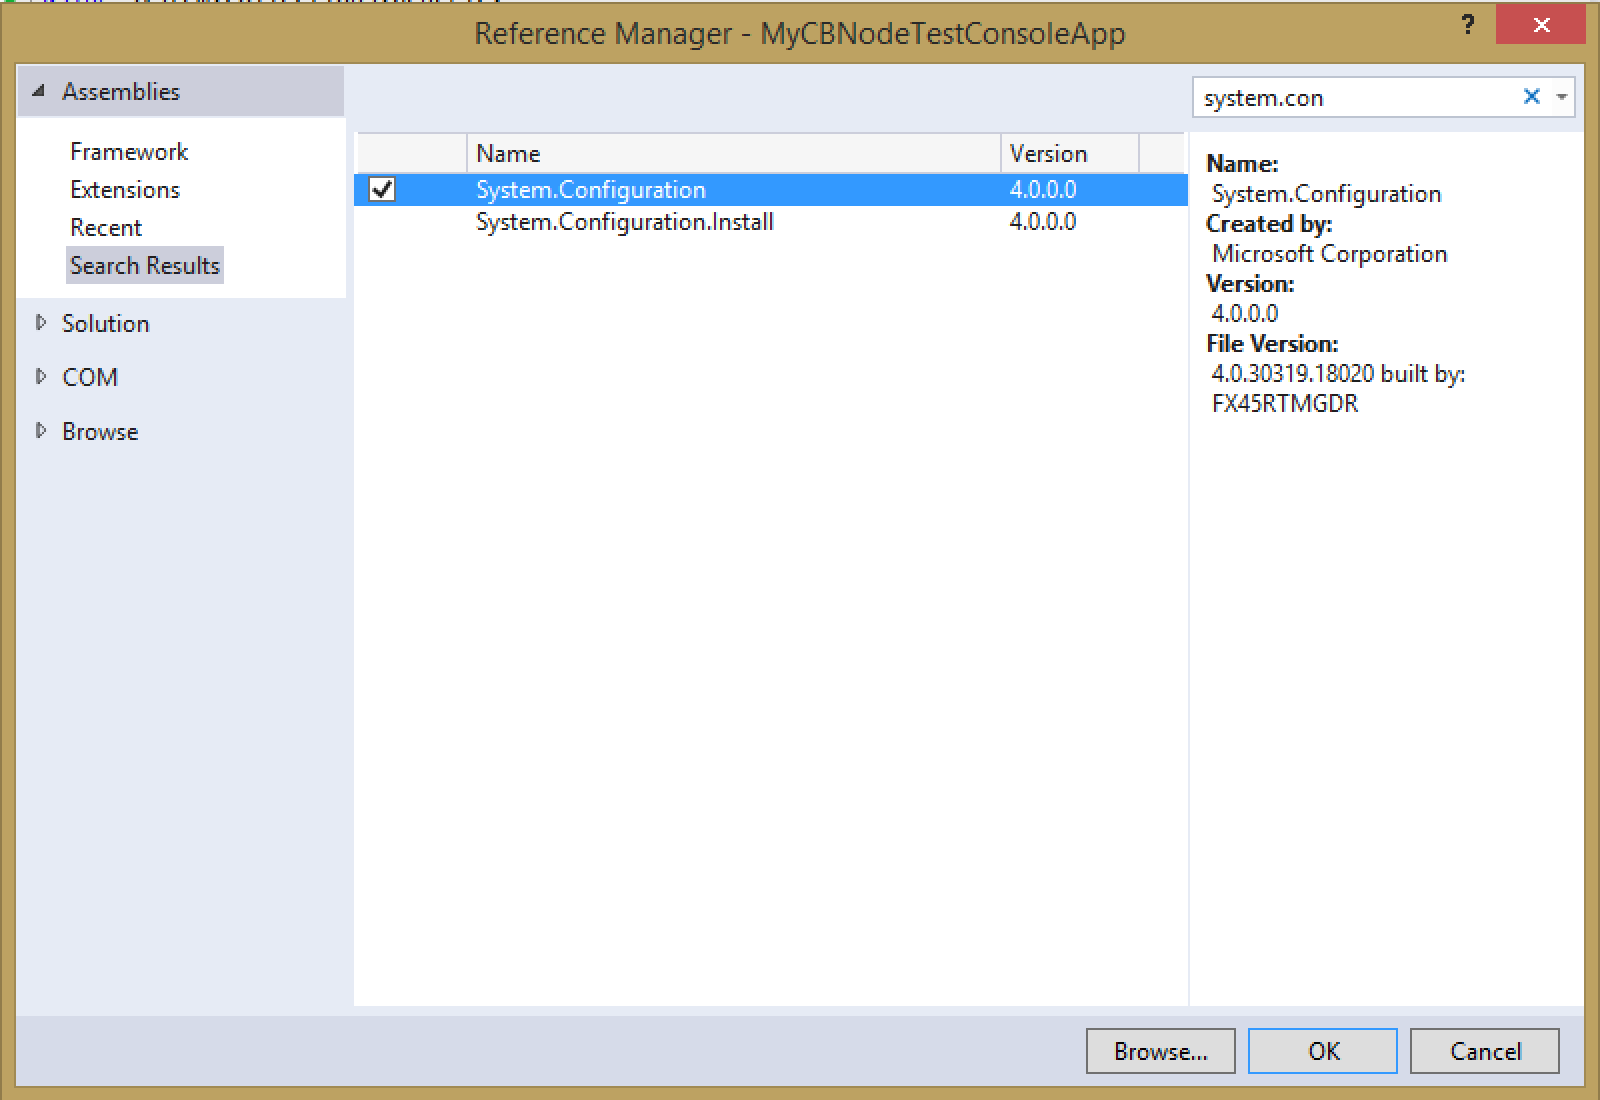 Reference Manager - MyCBNodeTestConsoleApp
?
Assemblies
system.con
Framework
Extensions
Recent
Search Results
Solution
COM
Browse
Name Version
System.Configuration 4.0.0.0
System.Configuration.Install 4.0.0.0
Name:
System.Configuration
Created by:
Microsoft Corporation
Version:
4.0.0.0
File Version:
4.0.30319.18020 built by:
FX45RTMGDR
Browse... OK Cancel